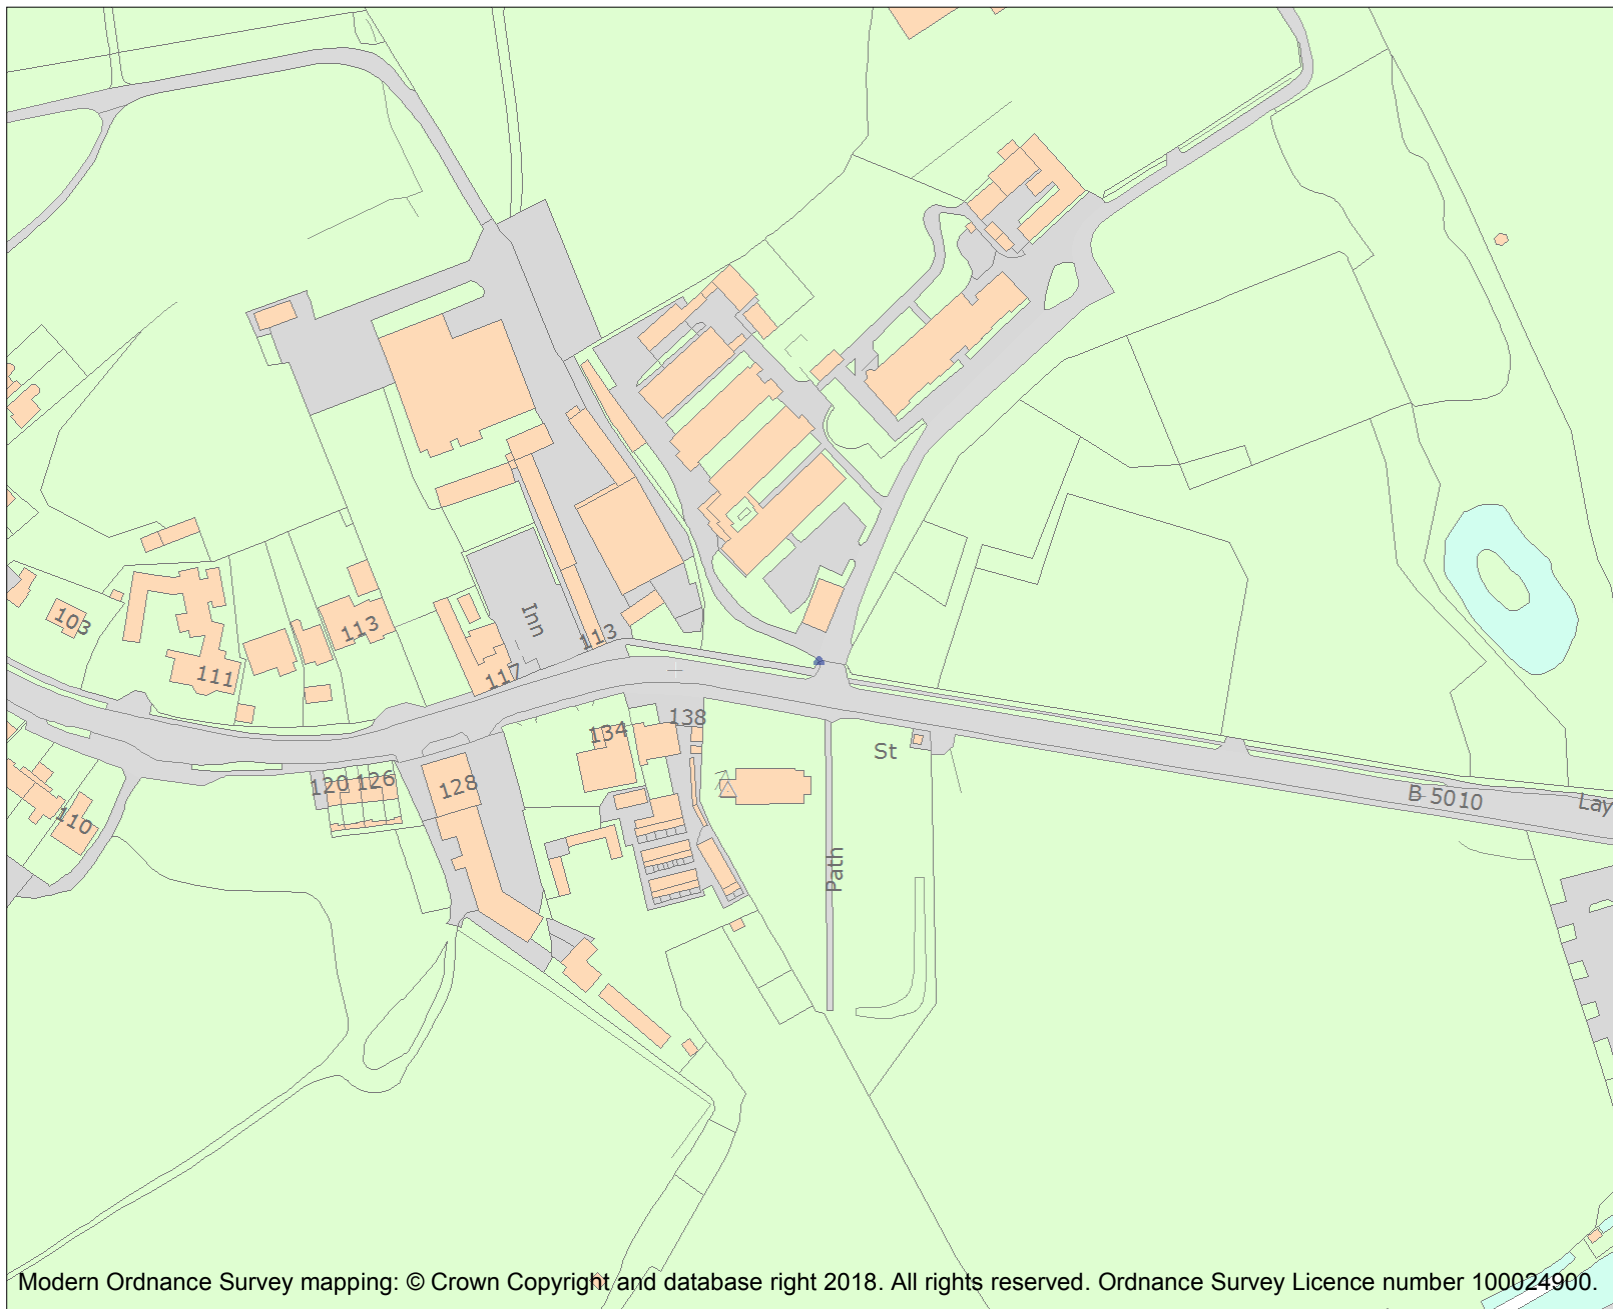 Inn
103
113
113
111
117
138
134
St
120 126
128
B 5010
Lay
110
Path
Modern Ordnance Survey mapping: © Crown Copyright and database right 2018. All rights reserved. Ordnance Survey Licence number 100024900.